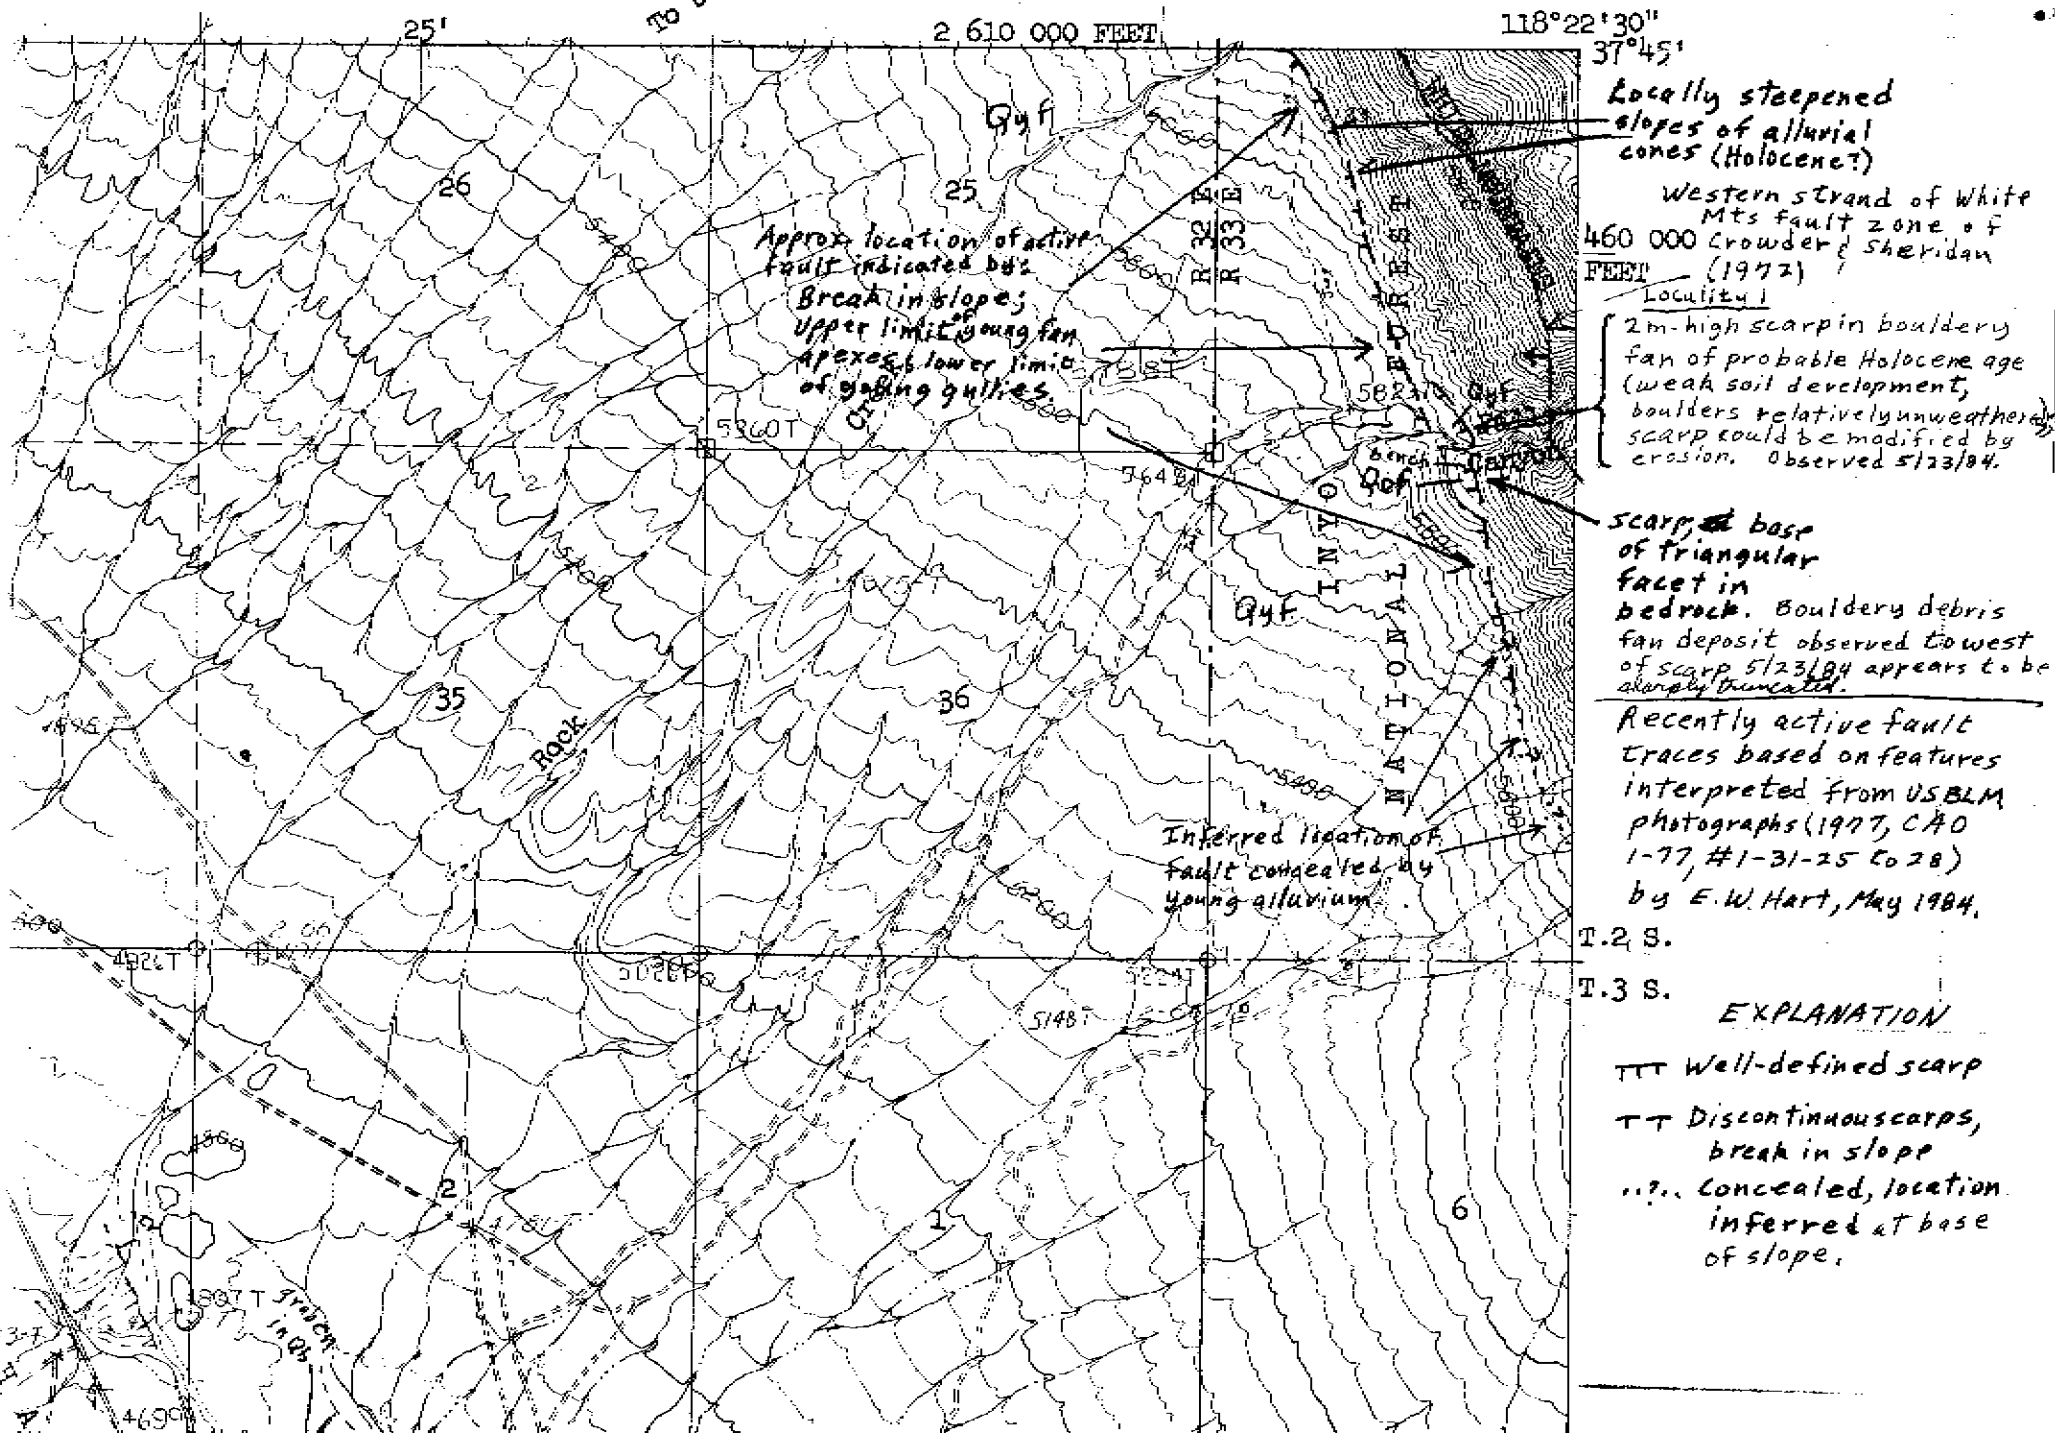 25'
To
2 610 000 FEET
118°22'30"
37°45'
Locally steepened
slopes of alluvial
cones (Holocene?)
Western strand of White
Mts fault zone of
460 000 Crowder & Sheridan
FEET (1972)
Locality 1
2m-high scarp in bouldery
fan of probable Holocene age
(weak soil development,
boulders relatively unweathered);
scarp could be modified by
erosion. Observed 5/23/84.
scarp, at base
of triangular
facet in
bedrock. Bouldery debris
fan deposit observed to west
of scarp 5/23/84 appears to be
sharply truncated.
Recently active fault
traces based on features
interpreted from USBLM
photographs (1977, CAO
1-77, #1-31-25 to 28)
by E.W. Hart, May 1984.
T.2 S.
T.3 S.
EXPLANATION
Well-defined scarp
Discontinuous scarps,
break in slope
..?.. Concealed, location
inferred at base
of slope.
Qyf
26
25
R 32 E
R 33 E
Approx. location of active
fault indicated by:
Break in slope;
Upper limit of young fan
apexes & lower limit
of young gullies.
5360T
Qyf
bench
Canyon
Qof
INYO
NATIONAL
FOREST
Qyf
35
36
Rock
5400
Inferred location of
fault concealed by
young alluvium.
5200
4826T
5148T
2
1
6
graben
in Qb